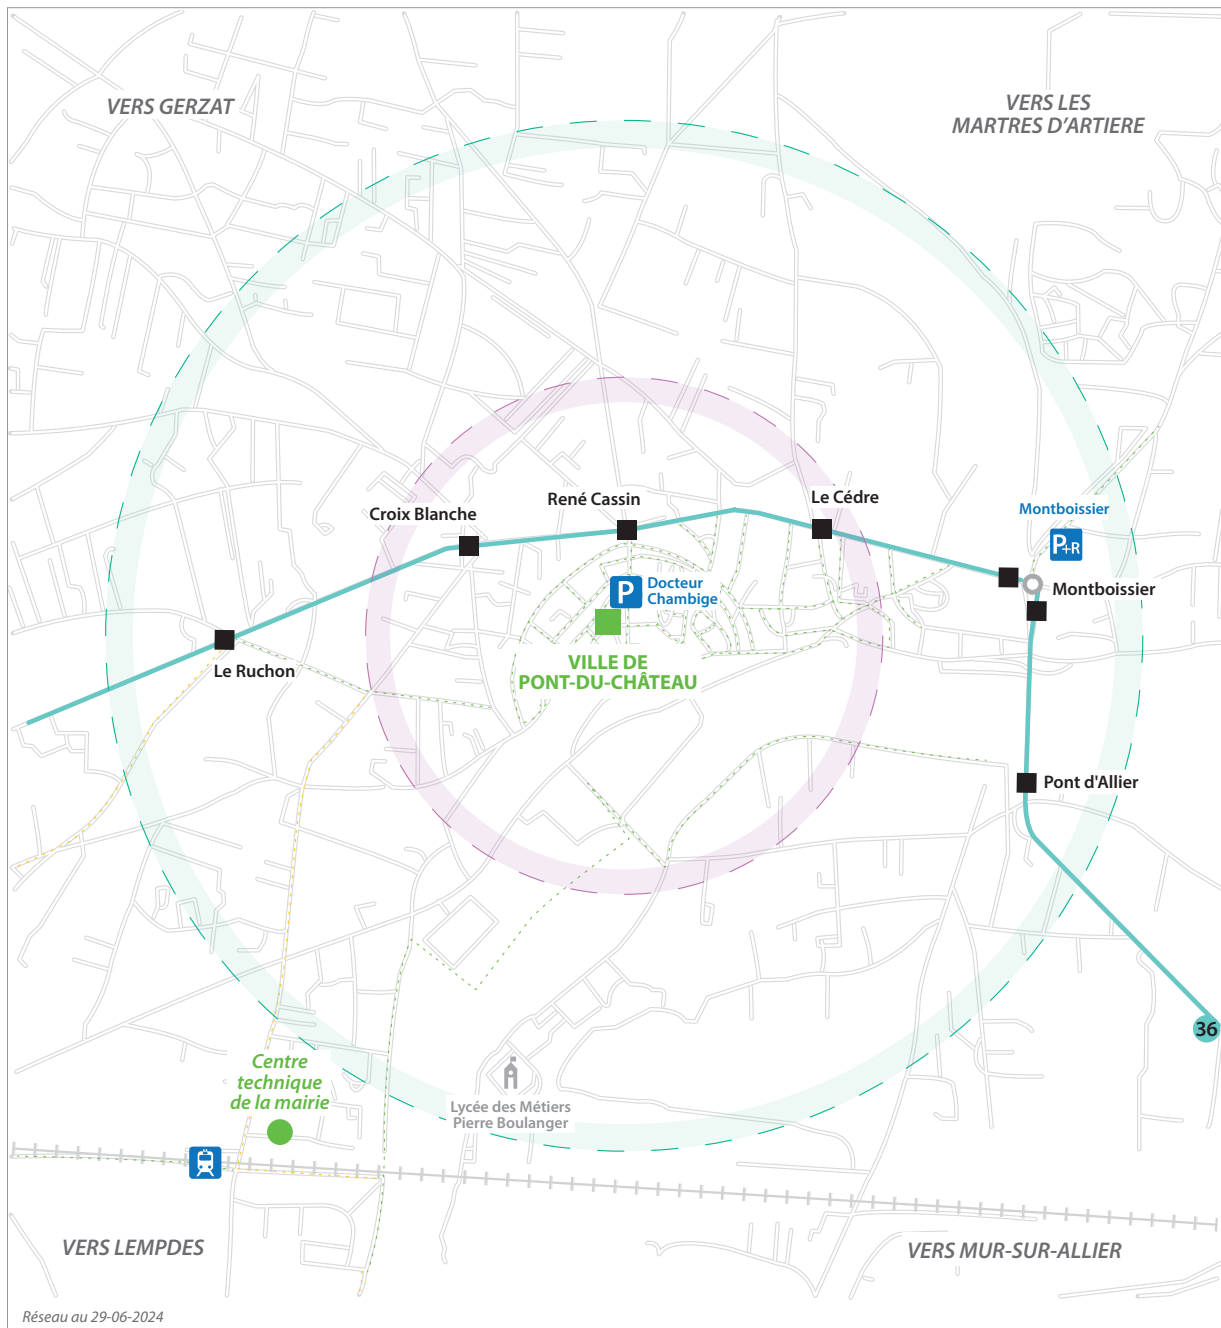 VERS GERZAT
VERS LES
MARTRES D'ARTIERE
René Cassin
Le Cédre
Croix Blanche
Montboissier
P+R
Docteur
Chambige
P
Montboissier
VILLE DE
PONT-DU-CHÂTEAU
Le Ruchon
Pont d'Allier
36
Centre
technique
de la mairie
Lycée des Métiers
Pierre Boulanger
VERS LEMPDES
VERS MUR-SUR-ALLIER
Réseau au 29-06-2024